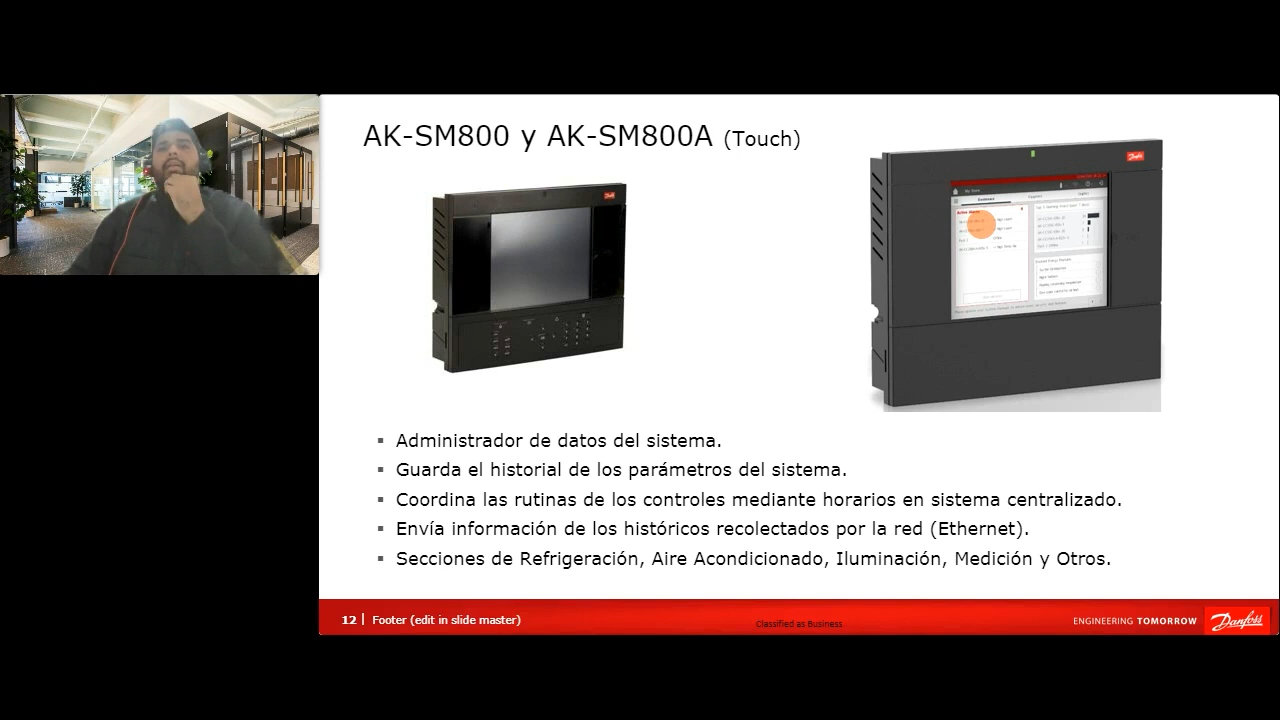 AK-SM800 y AK-SM800A (Touch)
Danfoss
▪ Administrador de datos del sistema.
▪ Guarda el historial de los parámetros del sistema.
▪ Coordina las rutinas de los controles mediante horarios en sistema centralizado.
▪ Envía información de los históricos recolectados por la red (Ethernet).
▪ Secciones de Refrigeración, Aire Acondicionado, Iluminación, Medición y Otros.
12 | Footer (edit in slide master)
Classified as Business
ENGINEERING TOMORROW
Danfoss